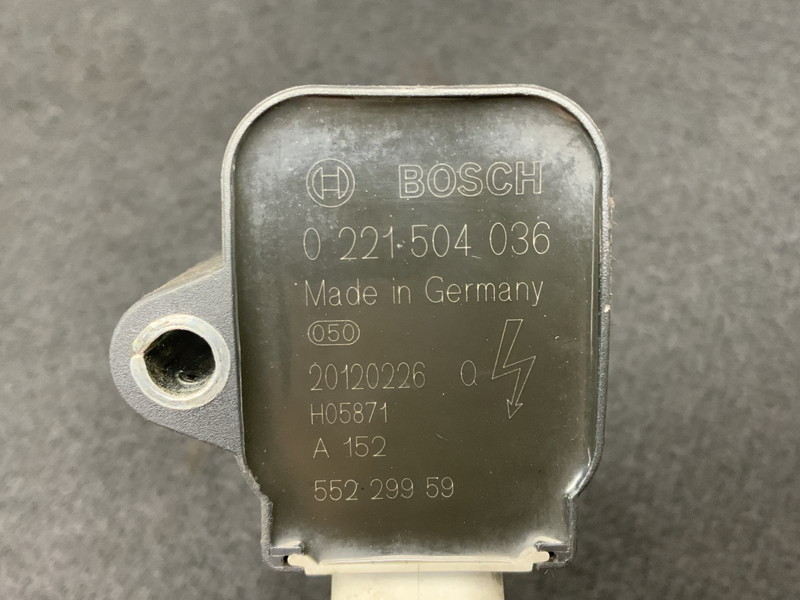 BOSCH
0 221 504 036
Made in Germany
050
20120226 Q
H05871
A 152
552 299 59